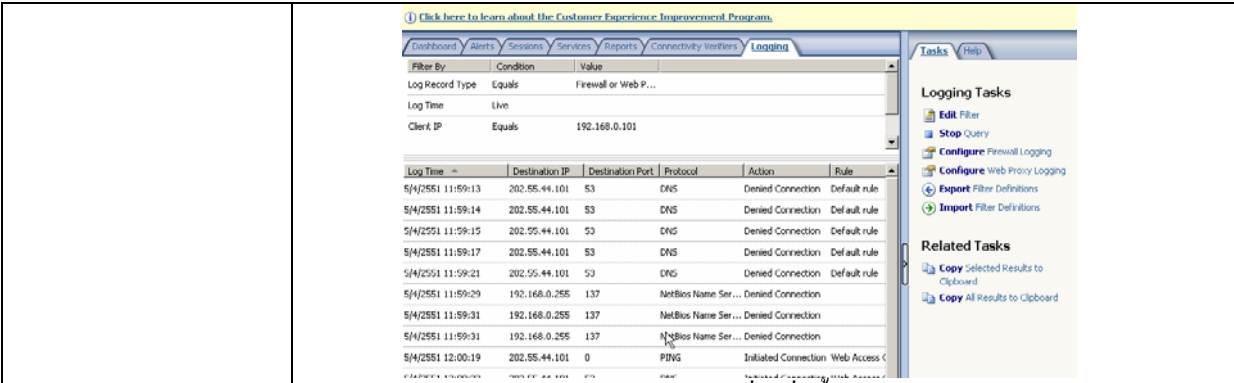 Click here to learn about the Customer Experience Improvement Program.
Dashboard Alerts Sessions Services Reports Connectivity Verifiers Logging
Filter By Condition Value
Log Record Type Equals Firewall or Web P...
Log Time Live
Client IP Equals 192.168.0.101
Log Time Destination IP Destination Port Protocol Action Rule
5/4/2551 11:59:13 202.55.44.101 53 DNS Denied Connection Default rule
5/4/2551 11:59:14 202.55.44.101 53 DNS Denied Connection Default rule
5/4/2551 11:59:15 202.55.44.101 53 DNS Denied Connection Default rule
5/4/2551 11:59:17 202.55.44.101 53 DNS Denied Connection Default rule
5/4/2551 11:59:21 202.55.44.101 53 DNS Denied Connection Default rule
5/4/2551 11:59:29 192.168.0.255 137 NetBios Name Ser... Denied Connection
5/4/2551 11:59:31 192.168.0.255 137 NetBios Name Ser... Denied Connection
5/4/2551 11:59:31 192.168.0.255 137 NetBios Name Ser... Denied Connection
5/4/2551 12:00:19 202.55.44.101 0 PING Initiated Connection Web Access
Tasks Help
Logging Tasks
Edit Filter
Stop Query
Configure Firewall Logging
Configure Web Proxy Logging
Export Filter Definitions
Import Filter Definitions
Related Tasks
Copy Selected Results to
Clipboard
Copy All Results to Clipboard